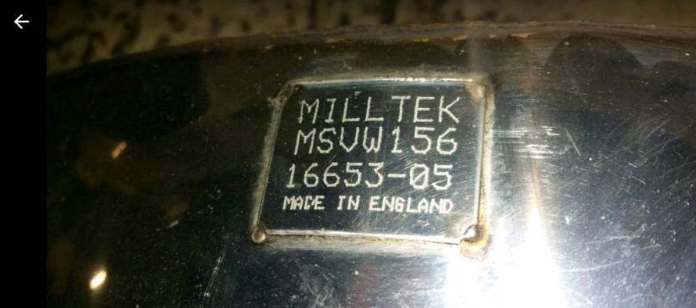 MILLTEK
MSVW156
16653-05
MADE IN ENGLAND